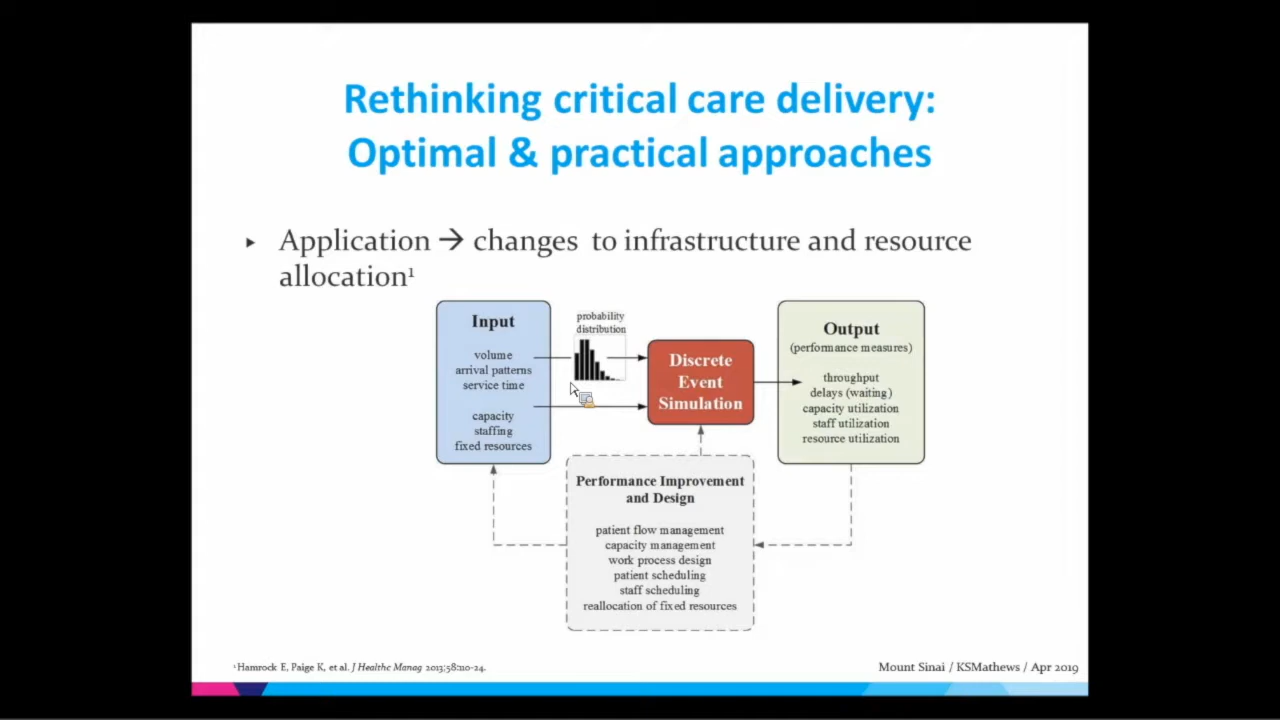 Rethinking critical care delivery:
Optimal & practical approaches
▸ Application → changes to infrastructure and resource
allocation¹
Input
volume
arrival patterns
service time
capacity
staffing
fixed resources
probability
distribution
Discrete
Event
Simulation
Output
(performance measures)
throughput
delays (waiting)
capacity utilization
staff utilization
resource utilization
Performance Improvement
and Design
patient flow management
capacity management
work process design
patient scheduling
staff scheduling
reallocation of fixed resources
¹Hamrock E, Paige K, et al. J Healthc Manag 2013;58:110-24.
Mount Sinai / KSMathews / Apr 2019